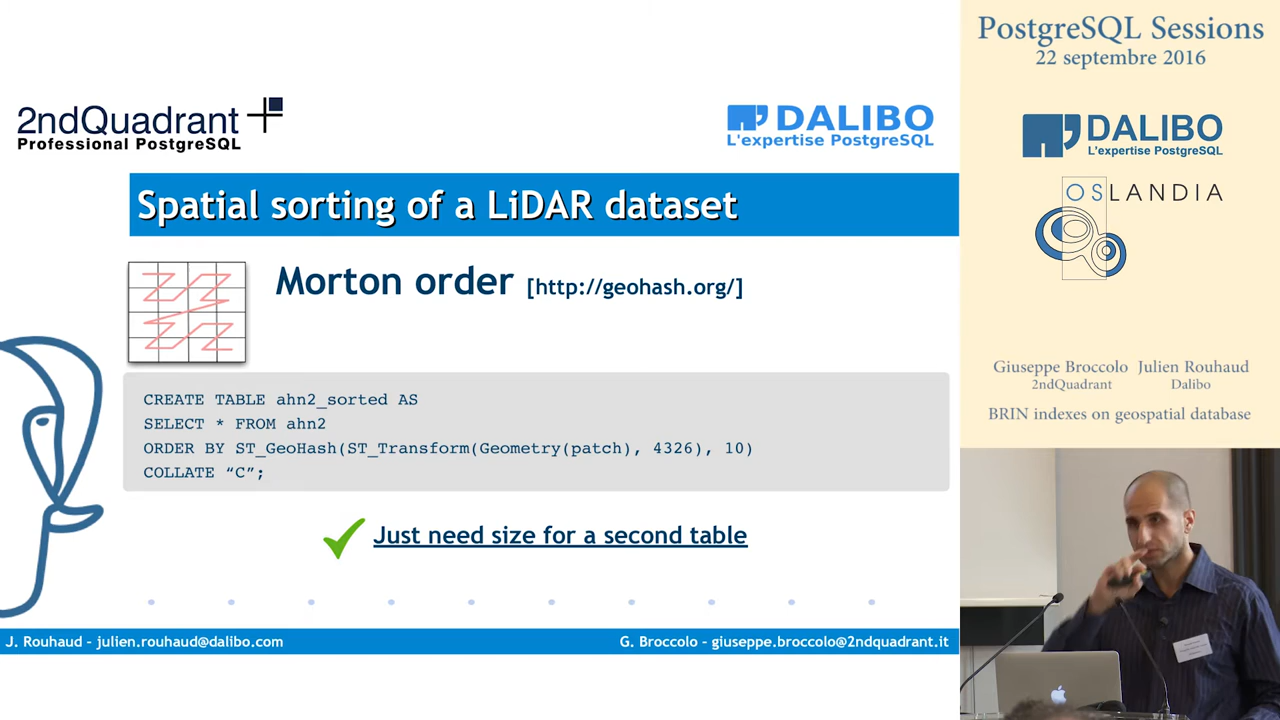 2ndQuadrant
Professional PostgreSQL
DALIBO
L'expertise PostgreSQL
Spatial sorting of a LiDAR dataset
Morton order [http://geohash.org/]
CREATE TABLE ahn2_sorted AS
SELECT * FROM ahn2
ORDER BY ST_GeoHash(ST_Transform(Geometry(patch), 4326), 10)
COLLATE “C”;
Just need size for a second table
J. Rouhaud – julien.rouhaud@dalibo.com
G. Broccolo – giuseppe.broccolo@2ndquadrant.it
PostgreSQL Sessions
22 septembre 2016
DALIBO
L'expertise PostgreSQL
OSLANDIA
Giuseppe Broccolo Julien Rouhaud
2ndQuadrant Dalibo
BRIN indexes on geospatial database